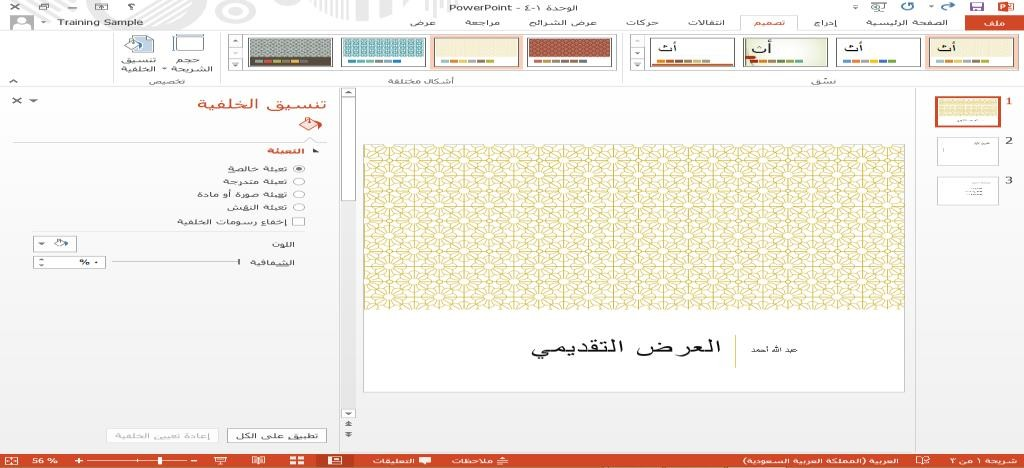 الوحدة ١-٤ - PowerPoint
ملف
الصفحة الرئيسية
إدراج
تصميم
انتقالات
حركات
عرض الشرائح
مراجعة
عرض
Training Sample
أث
أث
أث
أث
نسق
أشكال مختلفة
حجم الشريحة
تنسيق الخلفية
تخصيص
تنسيق الخلفية
التعبئة
تعبئة خالصة
تعبئة متدرجة
تعبئة صورة أو مادة
تعبئة النقش
إخفاء رسومات الخلفية
اللون
الشفافية
٠ %
تطبيق على الكل
إعادة تعيين الخلفية
1
2
3
العرض التقديمي
عبد الله أحمد
شريحة ١ من ٣
العربية (المملكة العربية السعودية)
ملاحظات
التعليقات
56 %